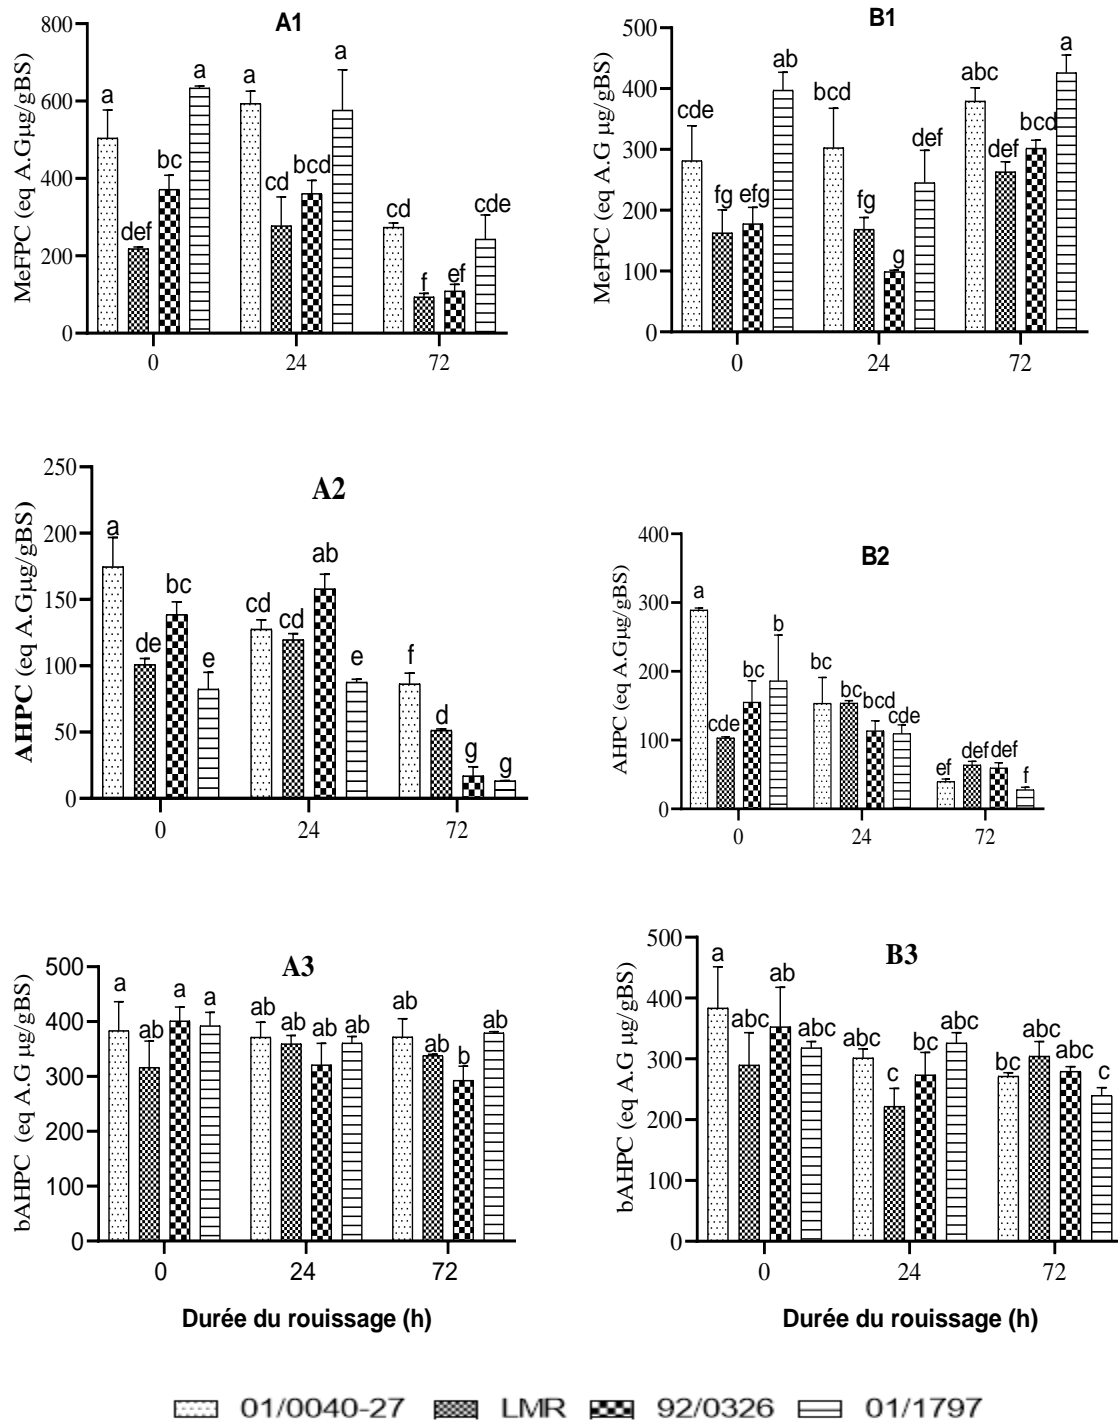 A1
MeFPC (eq A.Gµg/gBS)
800
600
400
200
0
a
def
bc
a
a
cd
bcd
a
cd
f
ef
cde
0 24 72
B1
MeFPC (eq A.G µg/gBS)
500
400
300
200
100
0
cde
fg
efg
ab
bcd
fg
g
def
abc
def
bcd
a
0 24 72
A2
AHPC (eq A.Gµg/gBS)
250
200
150
100
50
0
a
de
bc
e
cd
cd
ab
e
f
d
g
g
0 24 72
B2
AHPC (eq A.Gµg/gBS)
400
300
200
100
0
a
cde
bc
b
bc
bc
bcd
cde
ef
def
def
f
0 24 72
A3
bAHPC (eq A.G µg/gBS)
500
400
300
200
100
0
a
ab
a
a
ab
ab
ab
ab
ab
ab
b
ab
0 24 72
Durée du rouissage (h)
B3
bAHPC (eq A.G µg/gBS)
500
400
300
200
100
0
a
abc
ab
abc
abc
c
bc
abc
bc
abc
abc
c
0 24 72
Durée du rouissage (h)
01/0040-27 LMR 92/0326 01/1797